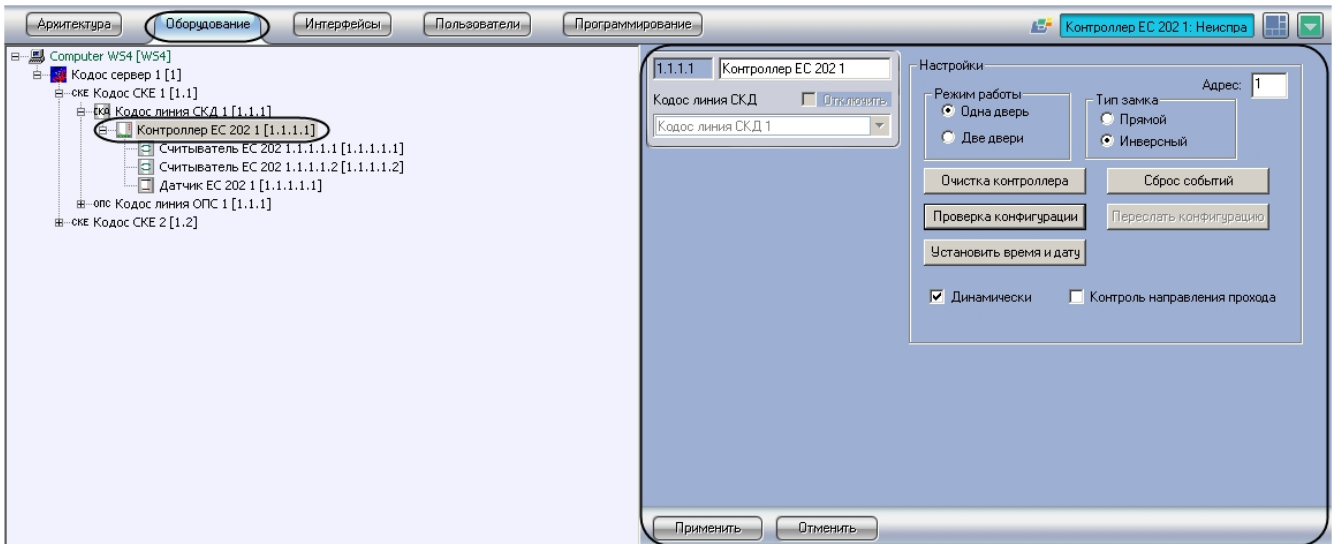 Архитектура Оборудование Интерфейсы Пользователи Программирование Контроллер ЕС 202 1: Неиспра
Computer WS4 [WS4]
Кодос сервер 1 [1]
СКЕ Кодос СКЕ 1 [1.1]
СКД Кодос линия СКД 1 [1.1.1]
Контроллер ЕС 202 1 [1.1.1.1]
Считыватель ЕС 202 1.1.1.1.1 [1.1.1.1.1]
Считыватель ЕС 202 1.1.1.1.2 [1.1.1.1.2]
Датчик ЕС 202 1 [1.1.1.1.1]
опс Кодос линия ОПС 1 [1.1.1]
СКЕ Кодос СКЕ 2 [1.2]
1.1.1.1 Контроллер ЕС 202 1
Кодос линия СКД Отключить
Кодос линия СКД 1
Настройки
Адрес: 1
Режим работы
Одна дверь
Две двери
Тип замка
Прямой
Инверсный
Очистка контроллера Сброс событий
Проверка конфигурации Переслать конфигурацию
Установить время и дату
Динамически Контроль направления прохода
Применить Отменить